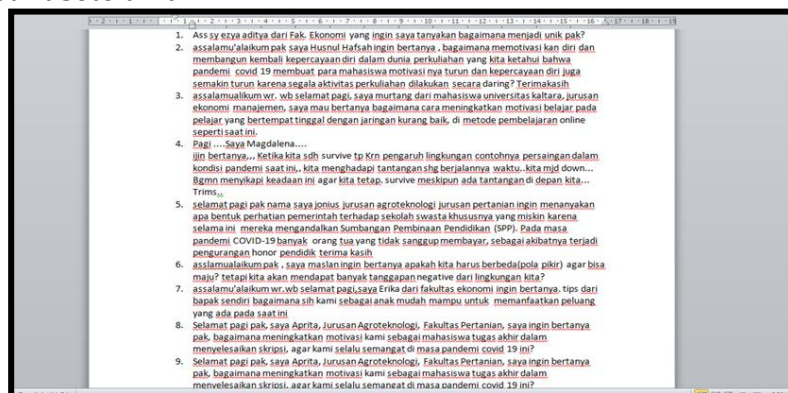 1. Ass sy ezya aditya dari Fak. Ekonomi yang ingin saya tanyakan bagaimana menjadi unik pak?
2. assalamu'alaikum pak saya Husnul Hafsah ingin bertanya , bagaimana memotivasi kan diri dan
membangun kembali kepercayaan diri dalam dunia perkuliahan yang kita ketahui bahwa
pandemi covid 19 membuat para mahasiswa motivasi nya turun dan kepercayaan diri juga
semakin turun karena segala aktivitas perkuliahan dilakukan secara daring? Terimakasih
3. assalamualikum wr. wb selamat pagi, saya murtang dari mahasiswa universitas kaltara, jurusan
ekonomi manajemen, saya mau bertanya bagaimana cara meningkatkan motivasi belajar pada
pelajar yang bertempat tinggal dengan jaringan kurang baik, di metode pembelajaran online
seperti saat ini.
4. Pagi ....Saya Magdalena....
ijin bertanya,,, Ketika kita sdh survive tp Krn pengaruh lingkungan contohnya persaingan dalam
kondisi pandemi saat ini,, kita menghadapi tantangan shg berjalannya waktu..kita mjd down...
Bgmn menyikapi keadaan ini agar kita tetap. survive meskipun ada tantangan di depan kita...
Trims,,
5. selamat pagi pak nama saya jonius jurusan agroteknologi jurusan pertanian ingin menanyakan
apa bentuk perhatian pemerintah terhadap sekolah swasta khususnya yang miskin karena
selama ini mereka mengandalkan Sumbangan Pembinaan Pendidikan (SPP). Pada masa
pandemi COVID-19 banyak orang tua yang tidak sanggup membayar, sebagai akibatnya terjadi
pengurangan honor pendidik terima kasih
6. asslamualaikum pak , saya maslan ingin bertanya apakah kita harus berbeda(pola pikir) agar bisa
maju? tetapi kita akan mendapat banyak tanggapan negative dari lingkungan kita?
7. assalamu'alaikum wr.wb selamat pagi,saya Erika dari fakultas ekonomi ingin bertanya. tips dari
bapak sendiri bagaimana sih kami sebagai anak mudah mampu untuk memanfaatkan peluang
yang ada pada saat ini
8. Selamat pagi pak, saya Aprita, Jurusan Agroteknologi, Fakultas Pertanian, saya ingin bertanya
pak, bagaimana meningkatkan motivasi kami sebagai mahasiswa tugas akhir dalam
menyelesaikan skripsi, agar kami selalu semangat di masa pandemi covid 19 ini?
9. Selamat pagi pak, saya Aprita, Jurusan Agroteknologi, Fakultas Pertanian, saya ingin bertanya
pak, bagaimana meningkatkan motivasi kami sebagai mahasiswa tugas akhir dalam
menyelesaikan skripsi, agar kami selalu semangat di masa pandemi covid 19 ini?